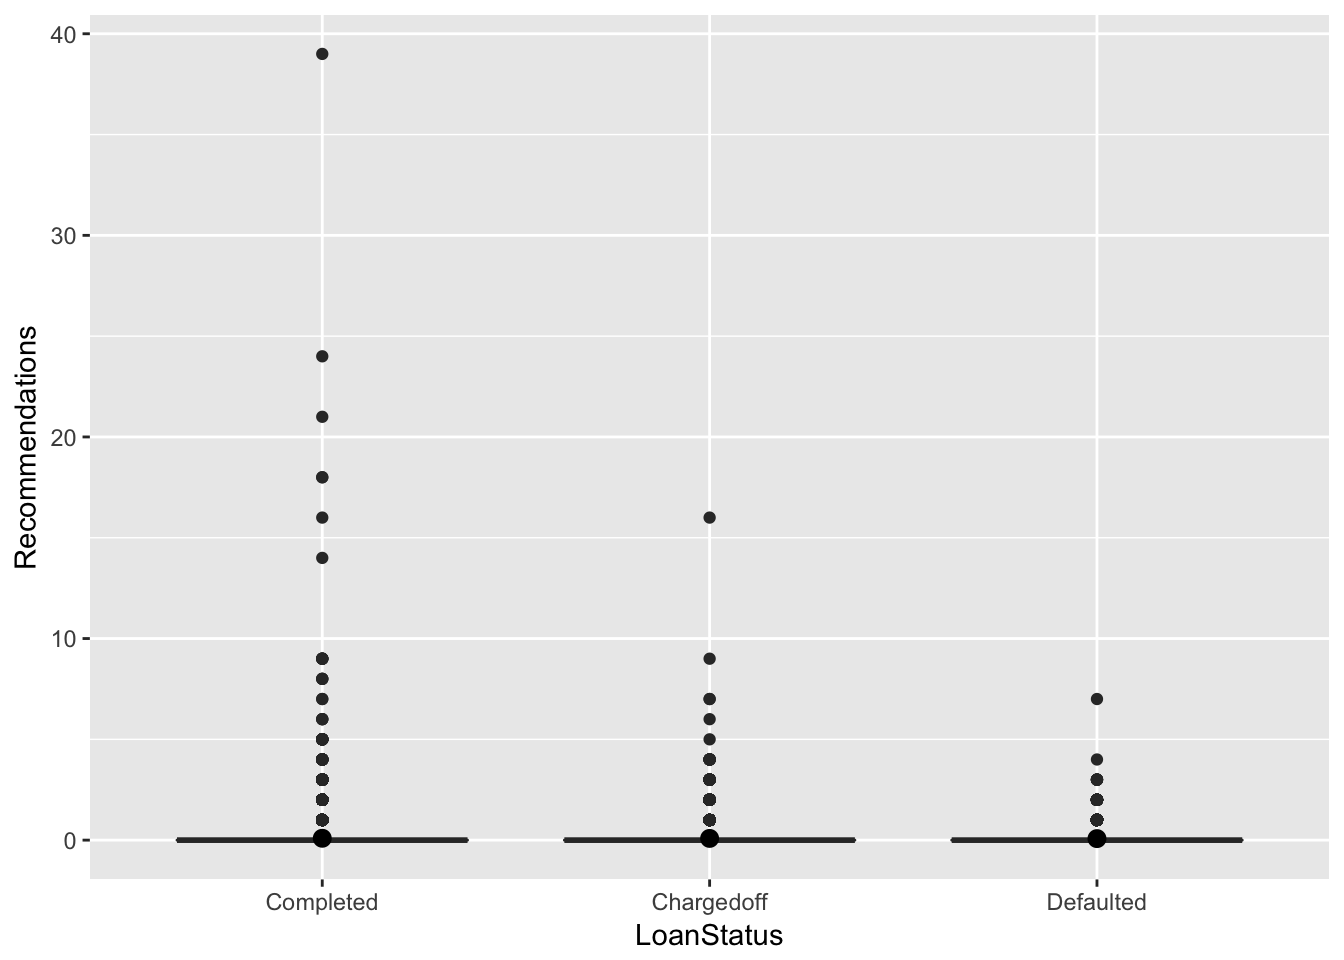 40
30
20
10
0
Recommendations
Completed
Chargedoff
Defaulted
LoanStatus